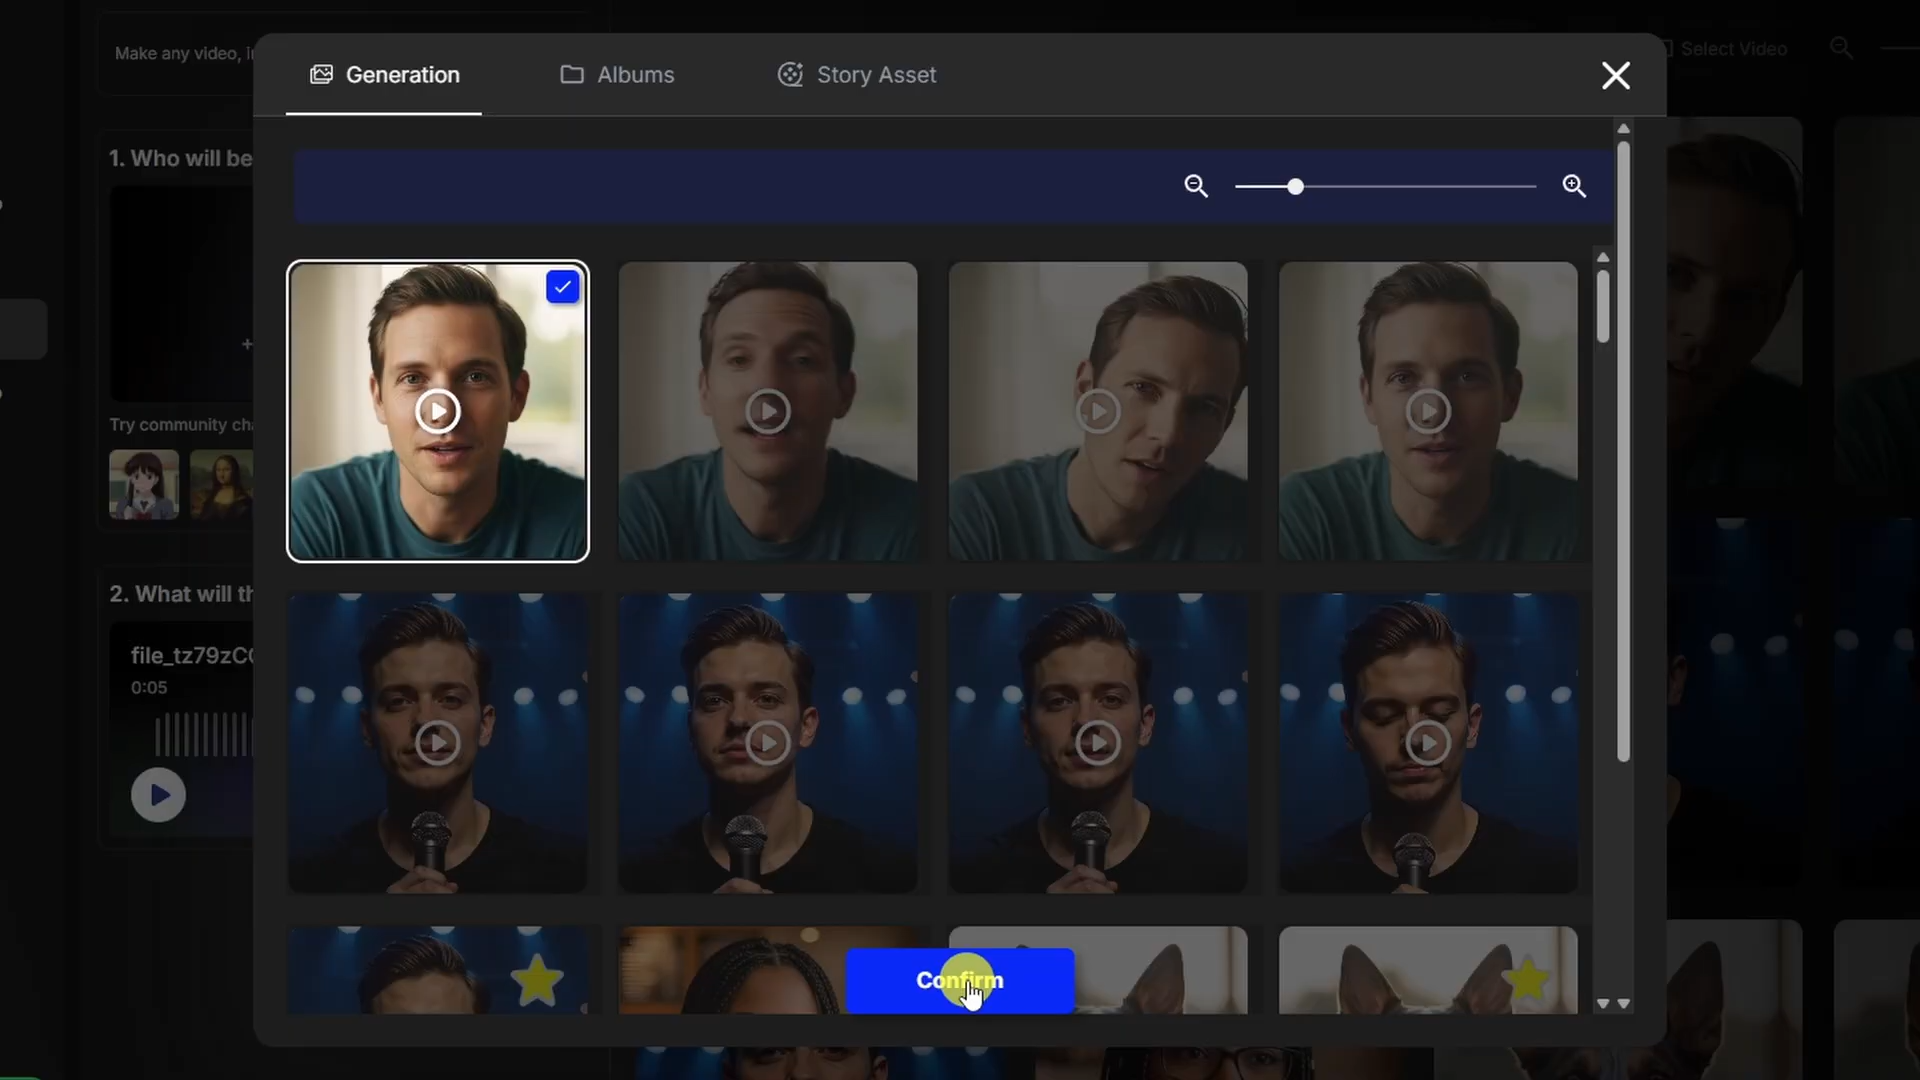 Make any video, i
Select Video
Generation
Albums
Story Asset
1. Who will be
Try community cha
2. What will th
file_tz79zC
0:05
Confirm